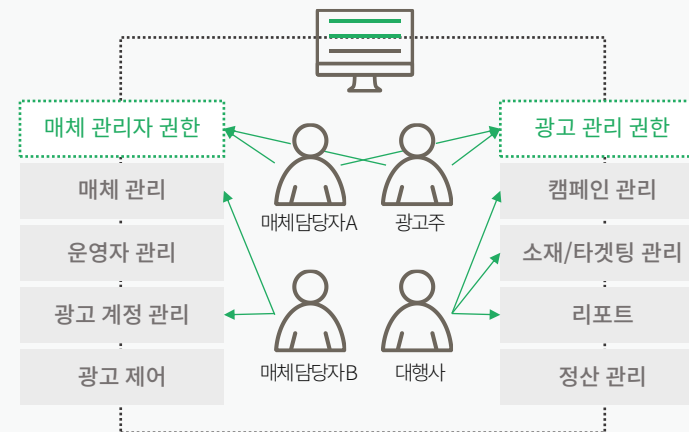 매체 관리자 권한
매체 관리
운영자 관리
광고 계정 관리
광고 제어
매체담당자A
광고주
매체담당자B
대행사
광고 관리 권한
캠페인 관리
소재/타겟팅 관리
리포트
정산 관리